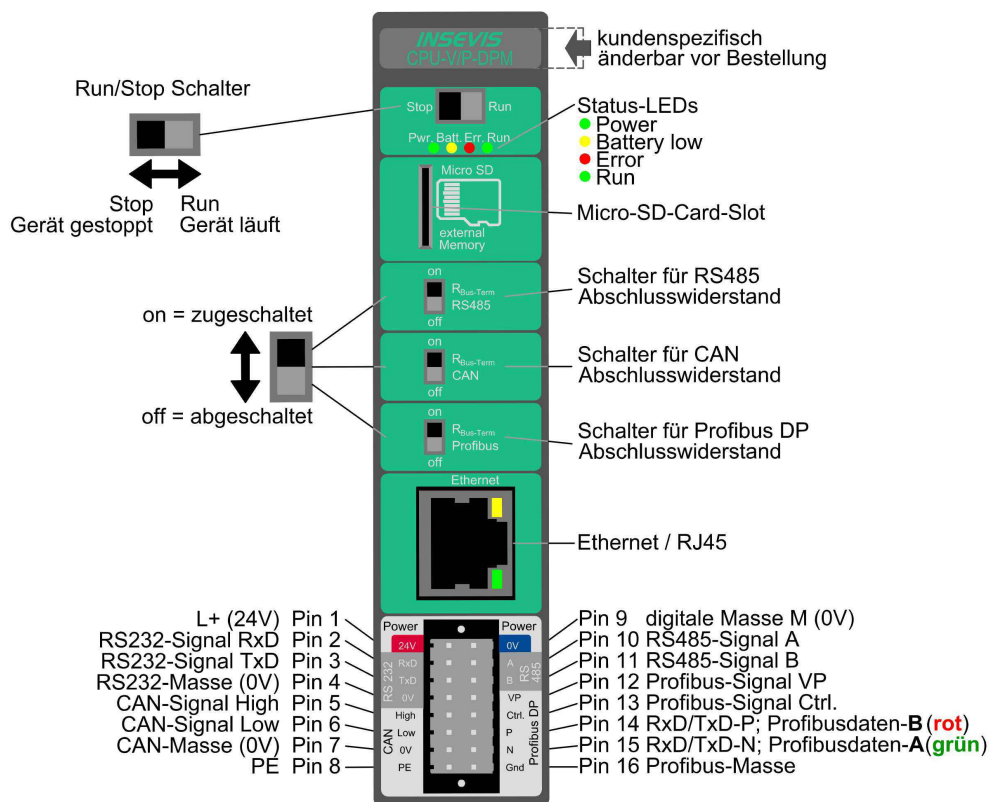 INSEVIS
CPU-V/P-DPM
kundenspezifisch
änderbar vor Bestellung
Run/Stop Schalter
Stop
Run
Gerät gestoppt
Gerät läuft
Stop
Run
Pwr. Batt. Err. Run
Status-LEDs
Power
Battery low
Error
Run
Micro SD
external
Memory
Micro-SD-Card-Slot
on = zugeschaltet
off = abgeschaltet
on
RBus-Term
RS485
off
Schalter für RS485
Abschlusswiderstand
on
RBus-Term
CAN
off
Schalter für CAN
Abschlusswiderstand
on
RBus-Term
Profibus
off
Schalter für Profibus DP
Abschlusswiderstand
Ethernet
Ethernet / RJ45
L+ (24V) Pin 1
RS232-Signal RxD Pin 2
RS232-Signal TxD Pin 3
RS232-Masse (0V) Pin 4
CAN-Signal High Pin 5
CAN-Signal Low Pin 6
CAN-Masse (0V) Pin 7
PE Pin 8
Power
24V
RS 232
RxD
TxD
0V
CAN
High
Low
0V
PE
Power
0V
A
B
RS
485
VP
Ctrl.
P
N
Gnd
Profibus DP
Pin 9 digitale Masse M (0V)
Pin 10 RS485-Signal A
Pin 11 RS485-Signal B
Pin 12 Profibus-Signal VP
Pin 13 Profibus-Signal Ctrl.
Pin 14 RxD/TxD-P; Profibusdaten-B (rot)
Pin 15 RxD/TxD-N; Profibusdaten-A(grün)
Pin 16 Profibus-Masse